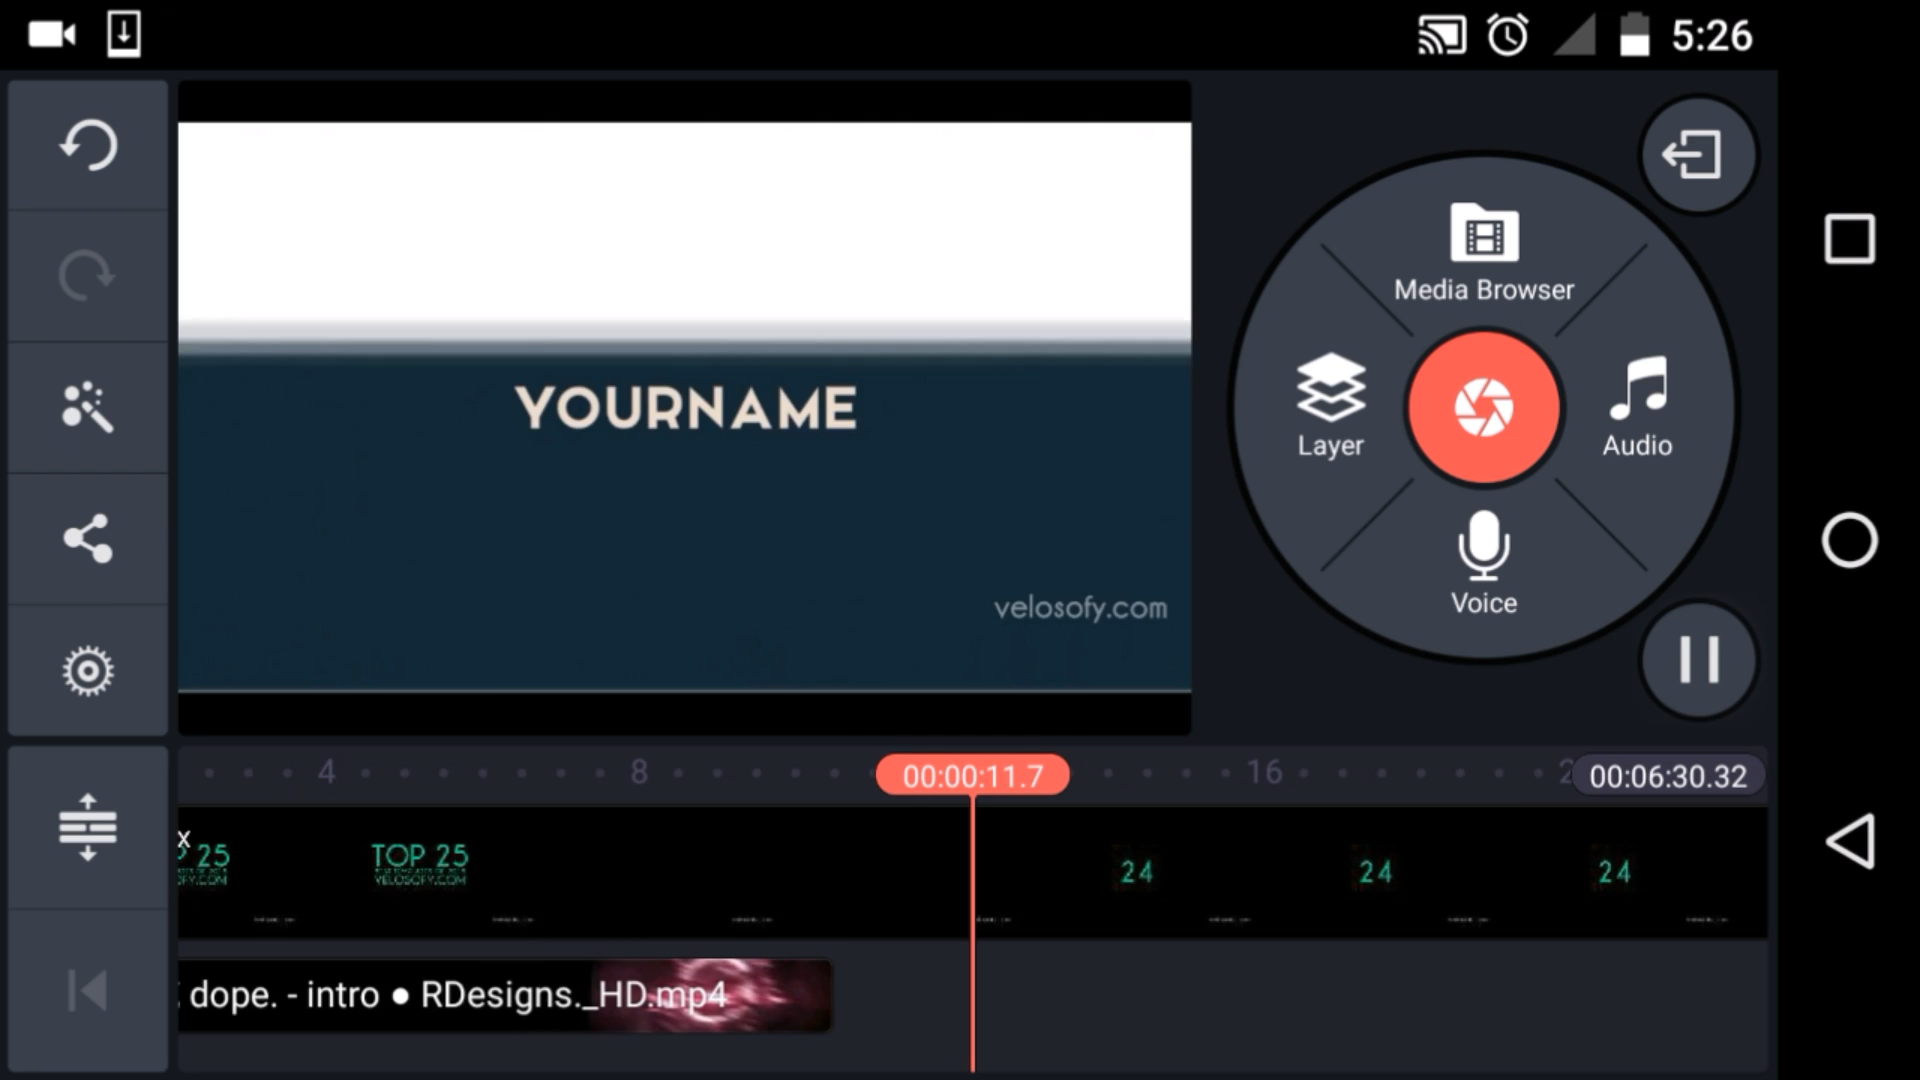 5:26
YOURNAME
velosofy.com
Media Browser
Layer
Audio
Voice
4
8
00:00:11.7
16
2
00:06:30.32
x
25
TOP 25
VELOSOFY.COM
24
24
24
dope. - intro ● RDesigns._HD.mp4